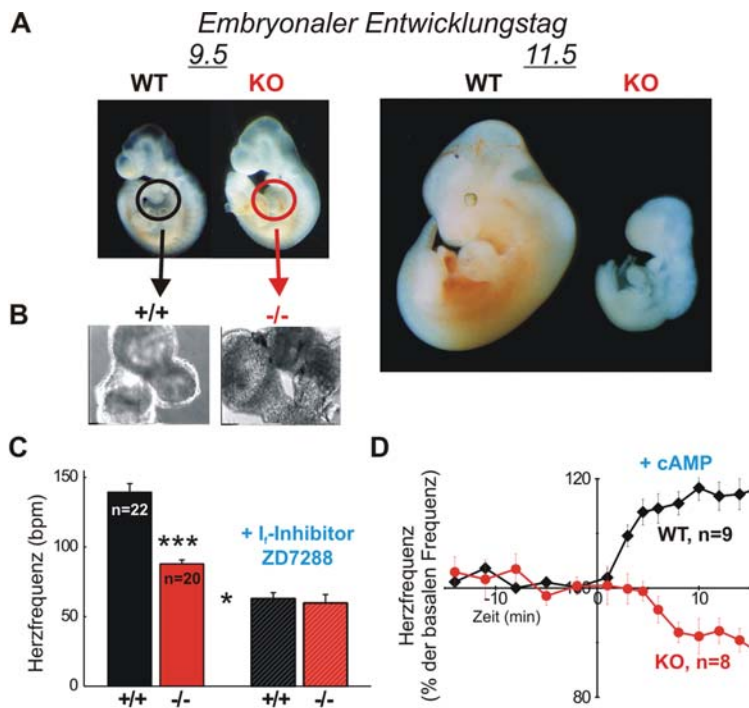 A
Embryonaler Entwicklungstag
9.5
11.5
WT
KO
WT
KO
B
+/+
-/-
C
Herzfrequenz (bpm)
150
100
50
0
n=22
***
n=20
*
+ If-Inhibitor
ZD7288
+/+
-/-
+/+
-/-
D
Herzfrequenz
(% der basalen Frequenz)
+ cAMP
120
WT, n=9
-10
0
10
Zeit (min)
KO, n=8
80